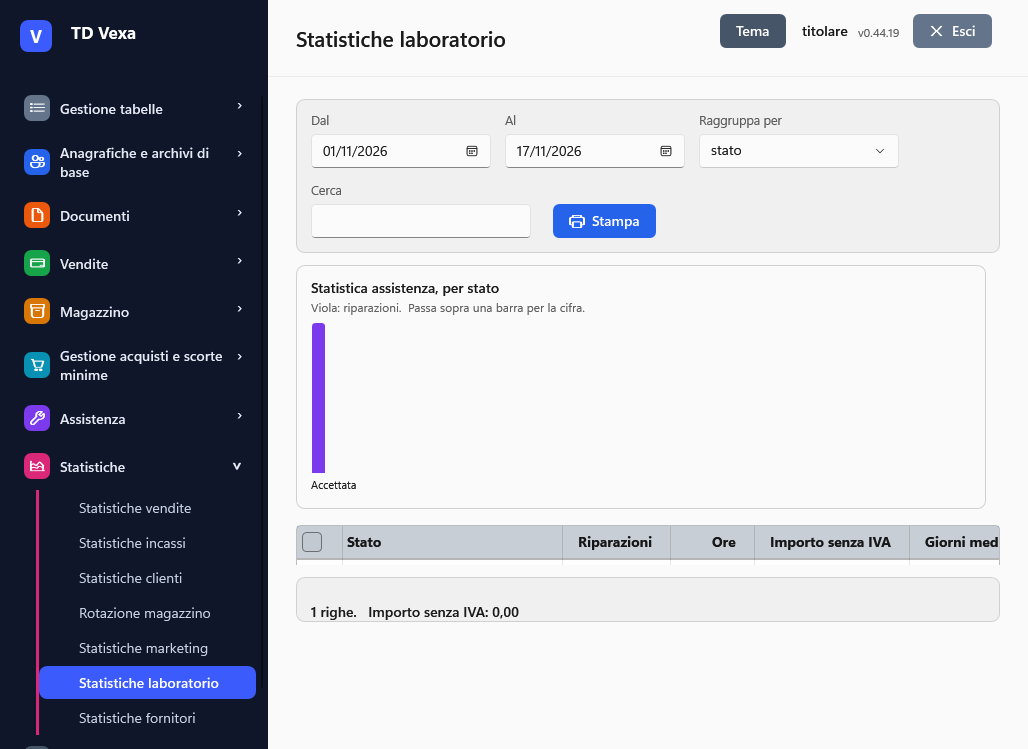 V
TD Vexa
Gestione tabelle
Anagrafiche e archivi di
base
Documenti
Vendite
Magazzino
Gestione acquisti e scorte
minime
Assistenza
Statistiche
Statistiche vendite
Statistiche incassi
Statistiche clienti
Rotazione magazzino
Statistiche marketing
Statistiche laboratorio
Statistiche fornitori
Statistiche laboratorio
Tema
titolare
v0.44.19
Esci
Dal
Al
Raggruppa per
01/11/2026
17/11/2026
stato
Cerca
Stampa
Statistica assistenza, per stato
Viola: riparazioni.  Passa sopra una barra per la cifra.
Accettata
Stato
Riparazioni
Ore
Importo senza IVA
Giorni med
1 righe.   Importo senza IVA: 0,00